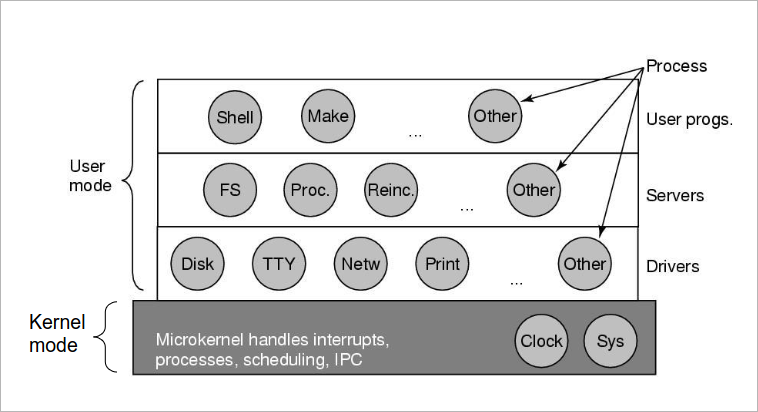 Process
Shell Make ... Other User progs.
User
mode
FS Proc. Reinc. ... Other Servers
Disk TTY Netw Print ... Other Drivers
Kernel
mode
Microkernel handles interrupts,
processes, scheduling, IPC
Clock Sys